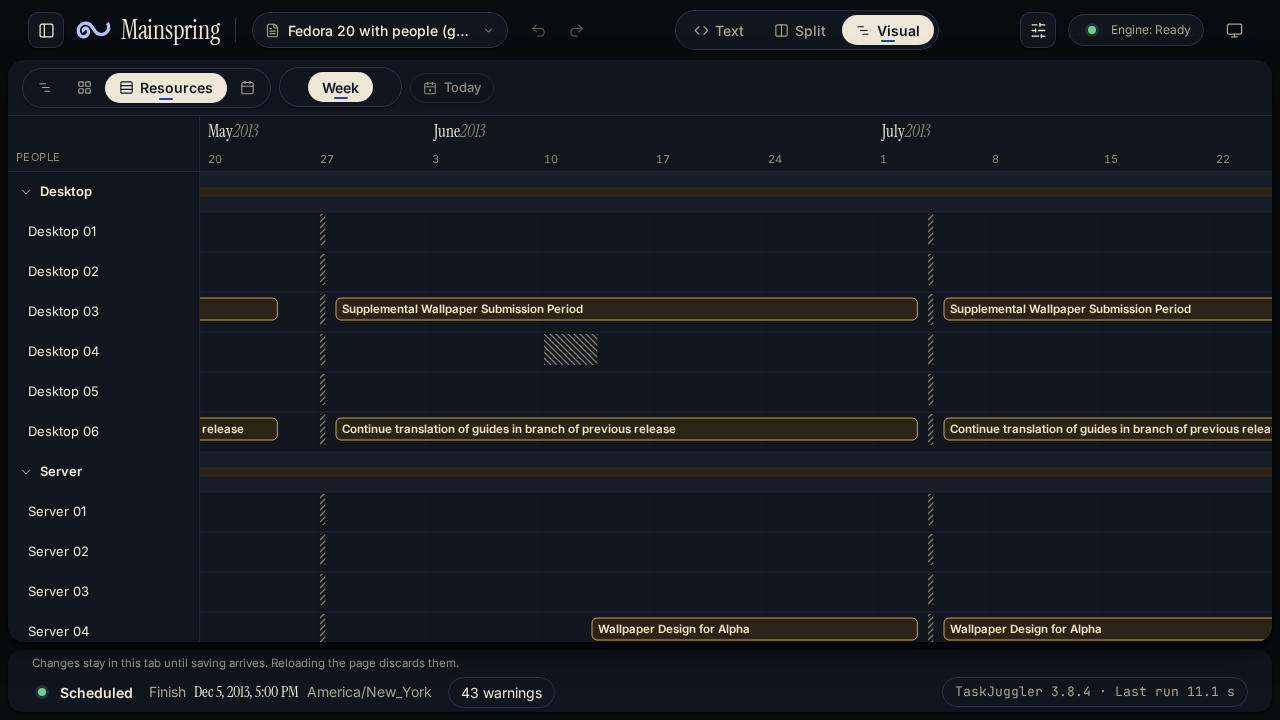 Mainspring
Fedora 20 with people (g...
Text
Split
Visual
Engine: Ready
Resources
Week
Today
May 2013
June 2013
July 2013
PEOPLE
20
27
3
10
17
24
1
8
15
22
Desktop
Desktop 01
Desktop 02
Desktop 03
Supplemental Wallpaper Submission Period
Supplemental Wallpaper Submission Period
Desktop 04
Desktop 05
Desktop 06
release
Continue translation of guides in branch of previous release
Continue translation of guides in branch of previous relea
Server
Server 01
Server 02
Server 03
Server 04
Wallpaper Design for Alpha
Wallpaper Design for Alpha
Changes stay in this tab until saving arrives. Reloading the page discards them.
Scheduled
Finish Dec 5, 2013, 5:00 PM America/New_York
43 warnings
TaskJuggler 3.8.4 · Last run 11.1 s